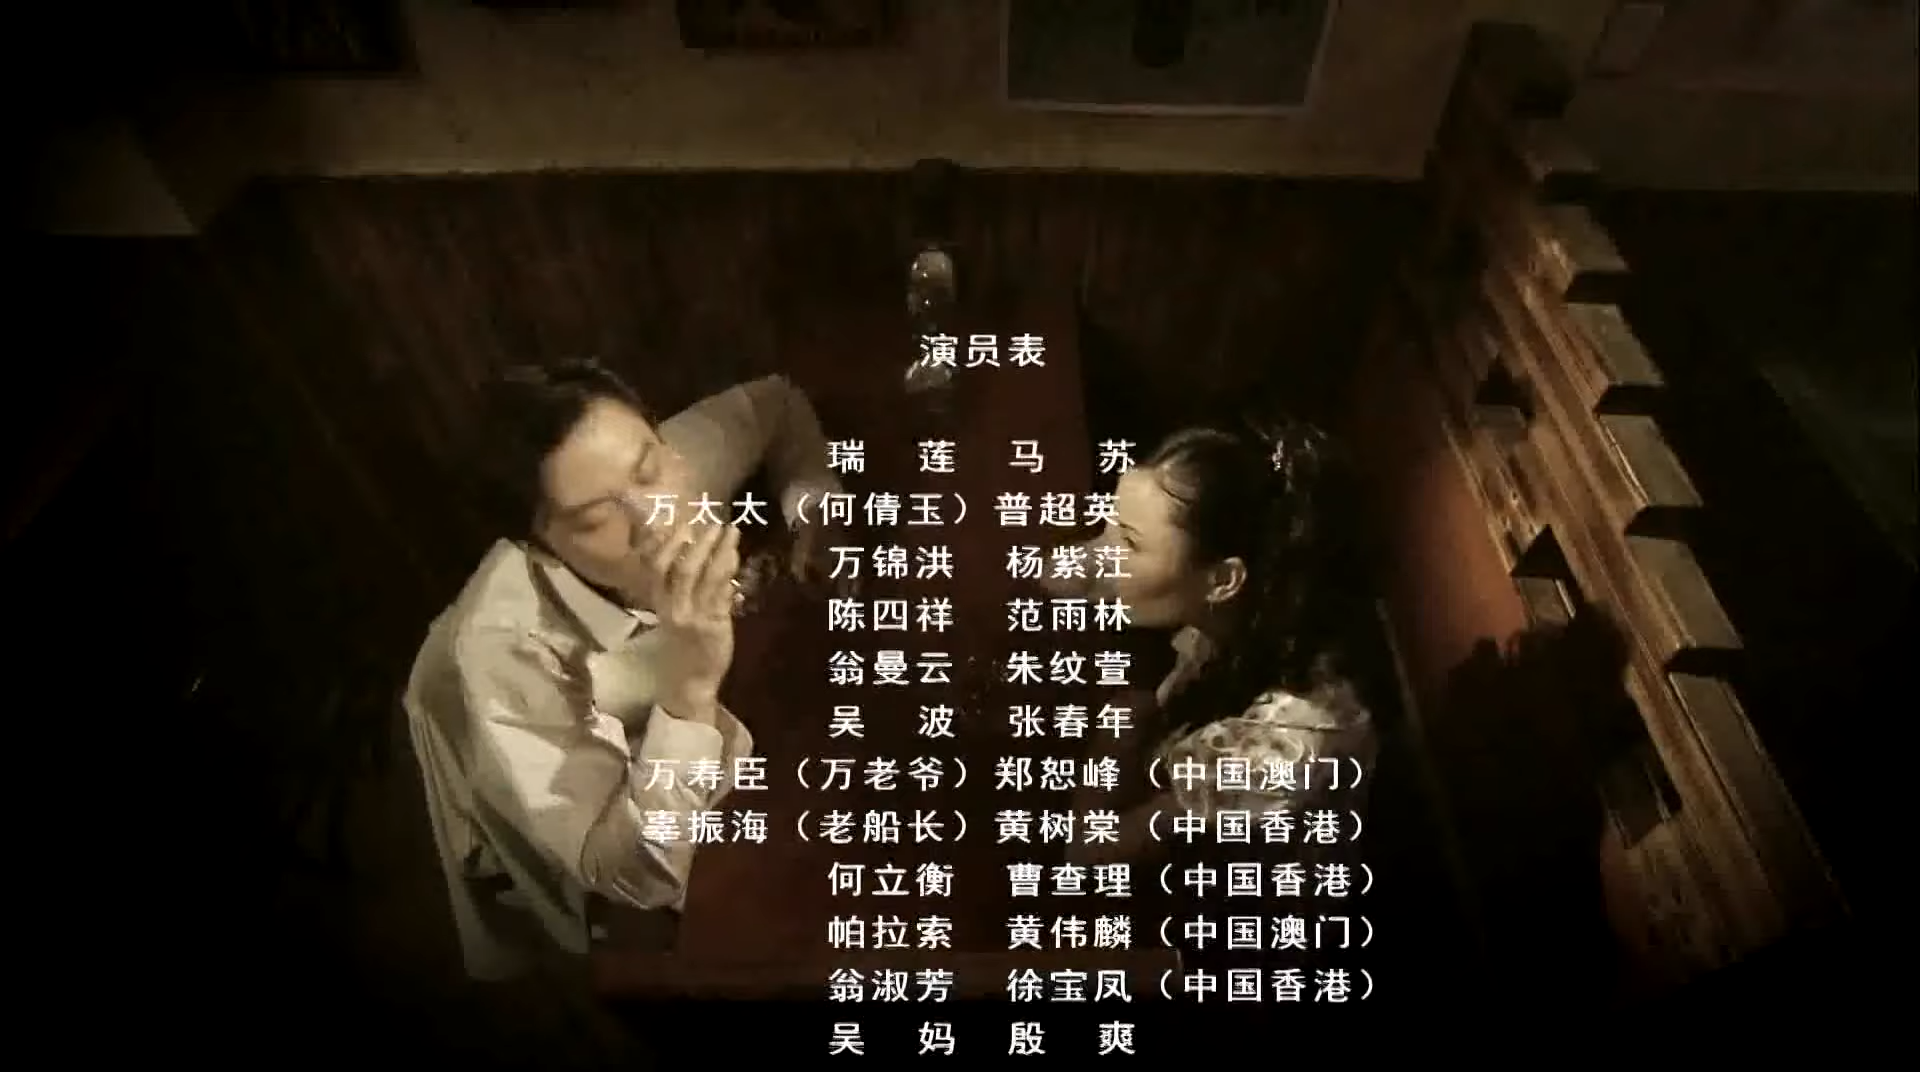 演员表
瑞 莲 马 苏
万太太（何倩玉）普超英
万锦洪 杨紫茳
陈四祥 范雨林
翁曼云 朱纹萱
吴 波 张春年
万寿臣（万老爷）郑恕峰（中国澳门）
辜振海（老船长）黄树棠（中国香港）
何立衡 曹查理（中国香港）
帕拉索 黄伟麟（中国澳门）
翁淑芳 徐宝凤（中国香港）
吴 妈 殷 爽